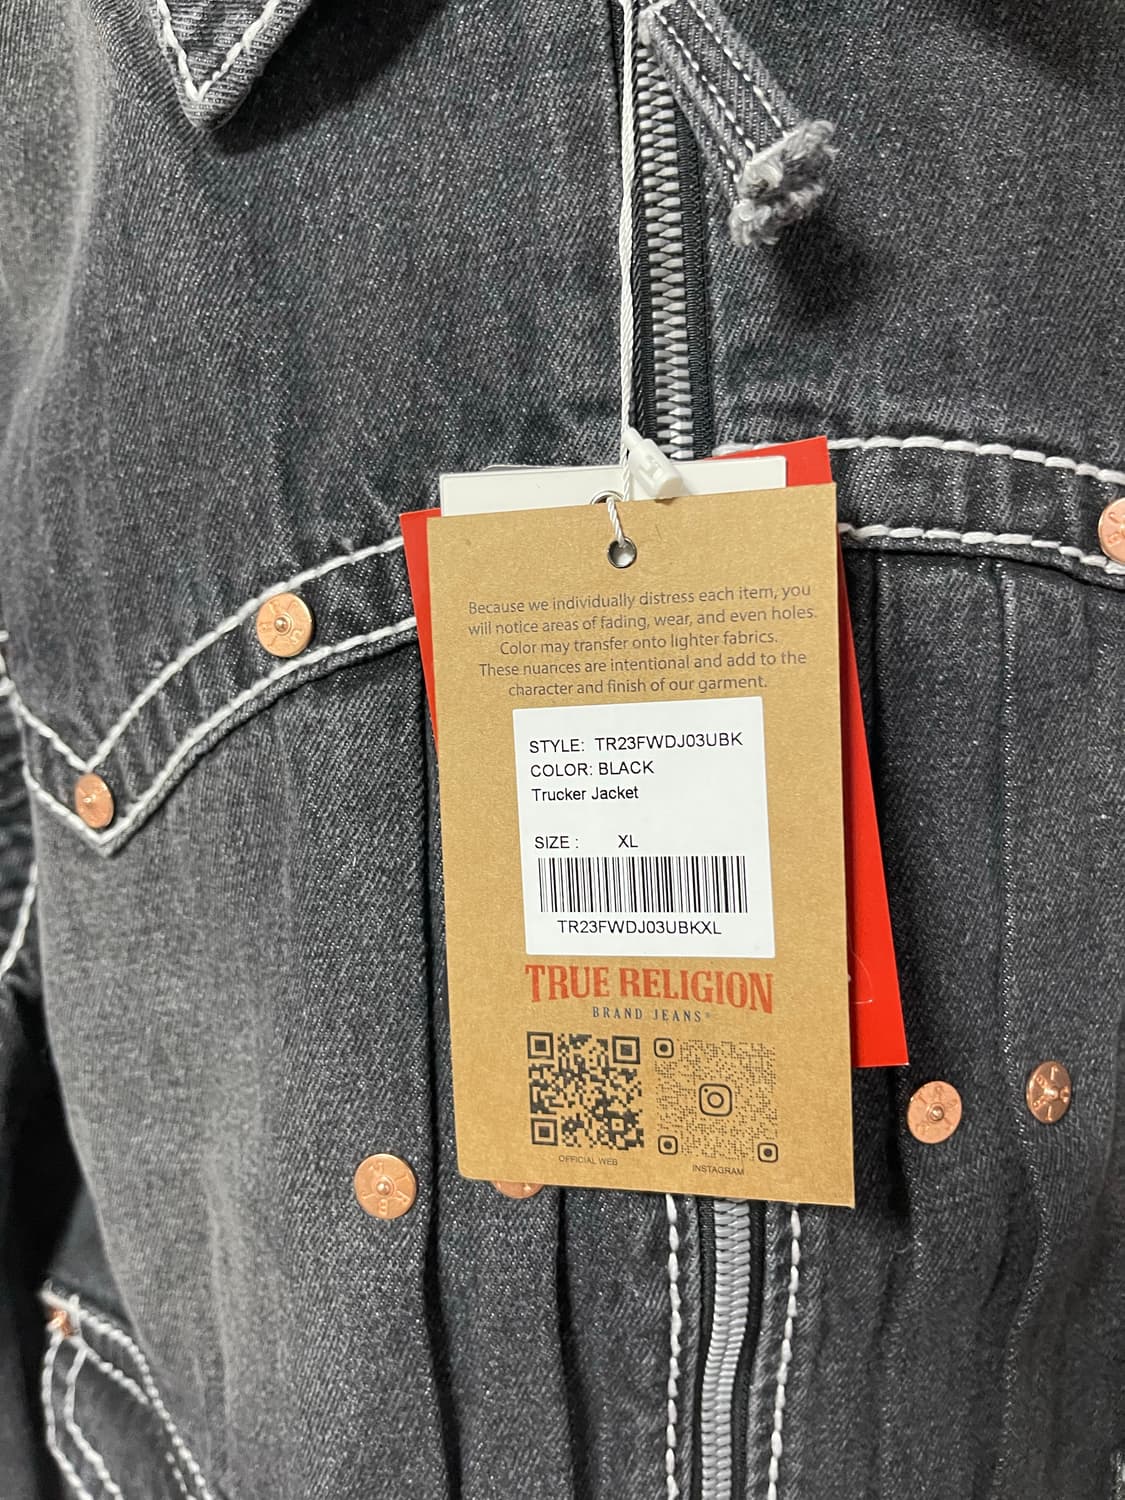 Because we individually distress each item, you
will notice areas of fading, wear, and even holes.
Color may transfer onto lighter fabrics.
These nuances are intentional and add to the
character and finish of our garment.
STYLE: TR23FWDJ03UBK
COLOR: BLACK
Trucker Jacket
SIZE : XL
TR23FWDJ03UBKXL
TRUE RELIGION
BRAND JEANS®
OFFICIAL WEB
INSTAGRAM